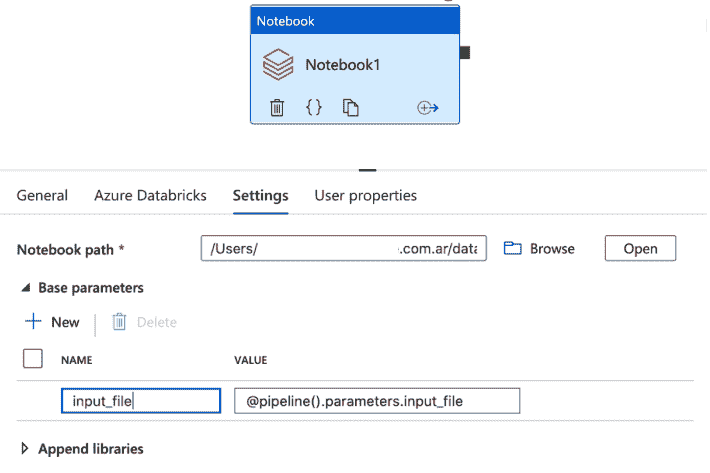 Notebook
Notebook1
General Azure Databricks Settings User properties
Notebook path * /Users/ .com.ar/data Browse Open
Base parameters
New Delete
NAME VALUE
input_file @pipeline().parameters.input_file
Append libraries